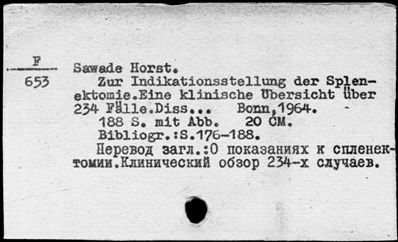 F
653
Sawade Horst.
Zur Indikationsstellung der Splen-
ektomie.Eine klinische Übersicht über
234 Fälle.Diss... Bonn,1964.
188 S. mit Abb. 20 CM.
Bibliogr.:S.176-188.
Перевод загл.:О показаниях к спленек-
томии.Клинический обзор 234-х случаев.